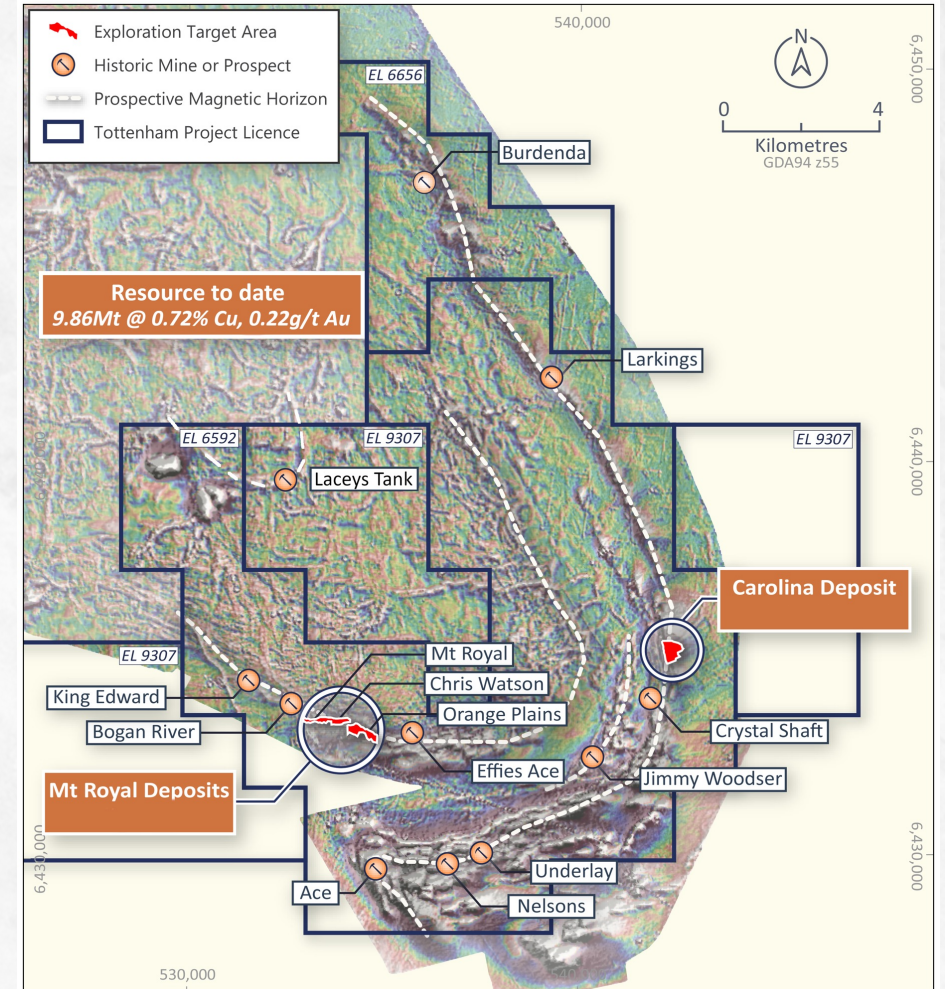 Exploration Target Area
Historic Mine or Prospect
Prospective Magnetic Horizon
Tottenham Project Licence
540,000
N
0
4
Kilometres
GDA94 z55
6,450,000
EL 6656
Burdenda
Resource to date
9.86Mt @ 0.72% Cu, 0.22g/t Au
Larkings
EL 6592
EL 9307
EL 9307
6,440,000
Laceys Tank
Carolina Deposit
EL 9307
Mt Royal
Chris Watson
Orange Plains
King Edward
Bogan River
Crystal Shaft
Effies Ace
Jimmy Woodser
Mt Royal Deposits
6,430,000
6,430,000
Underlay
Ace
Nelsons
530,000